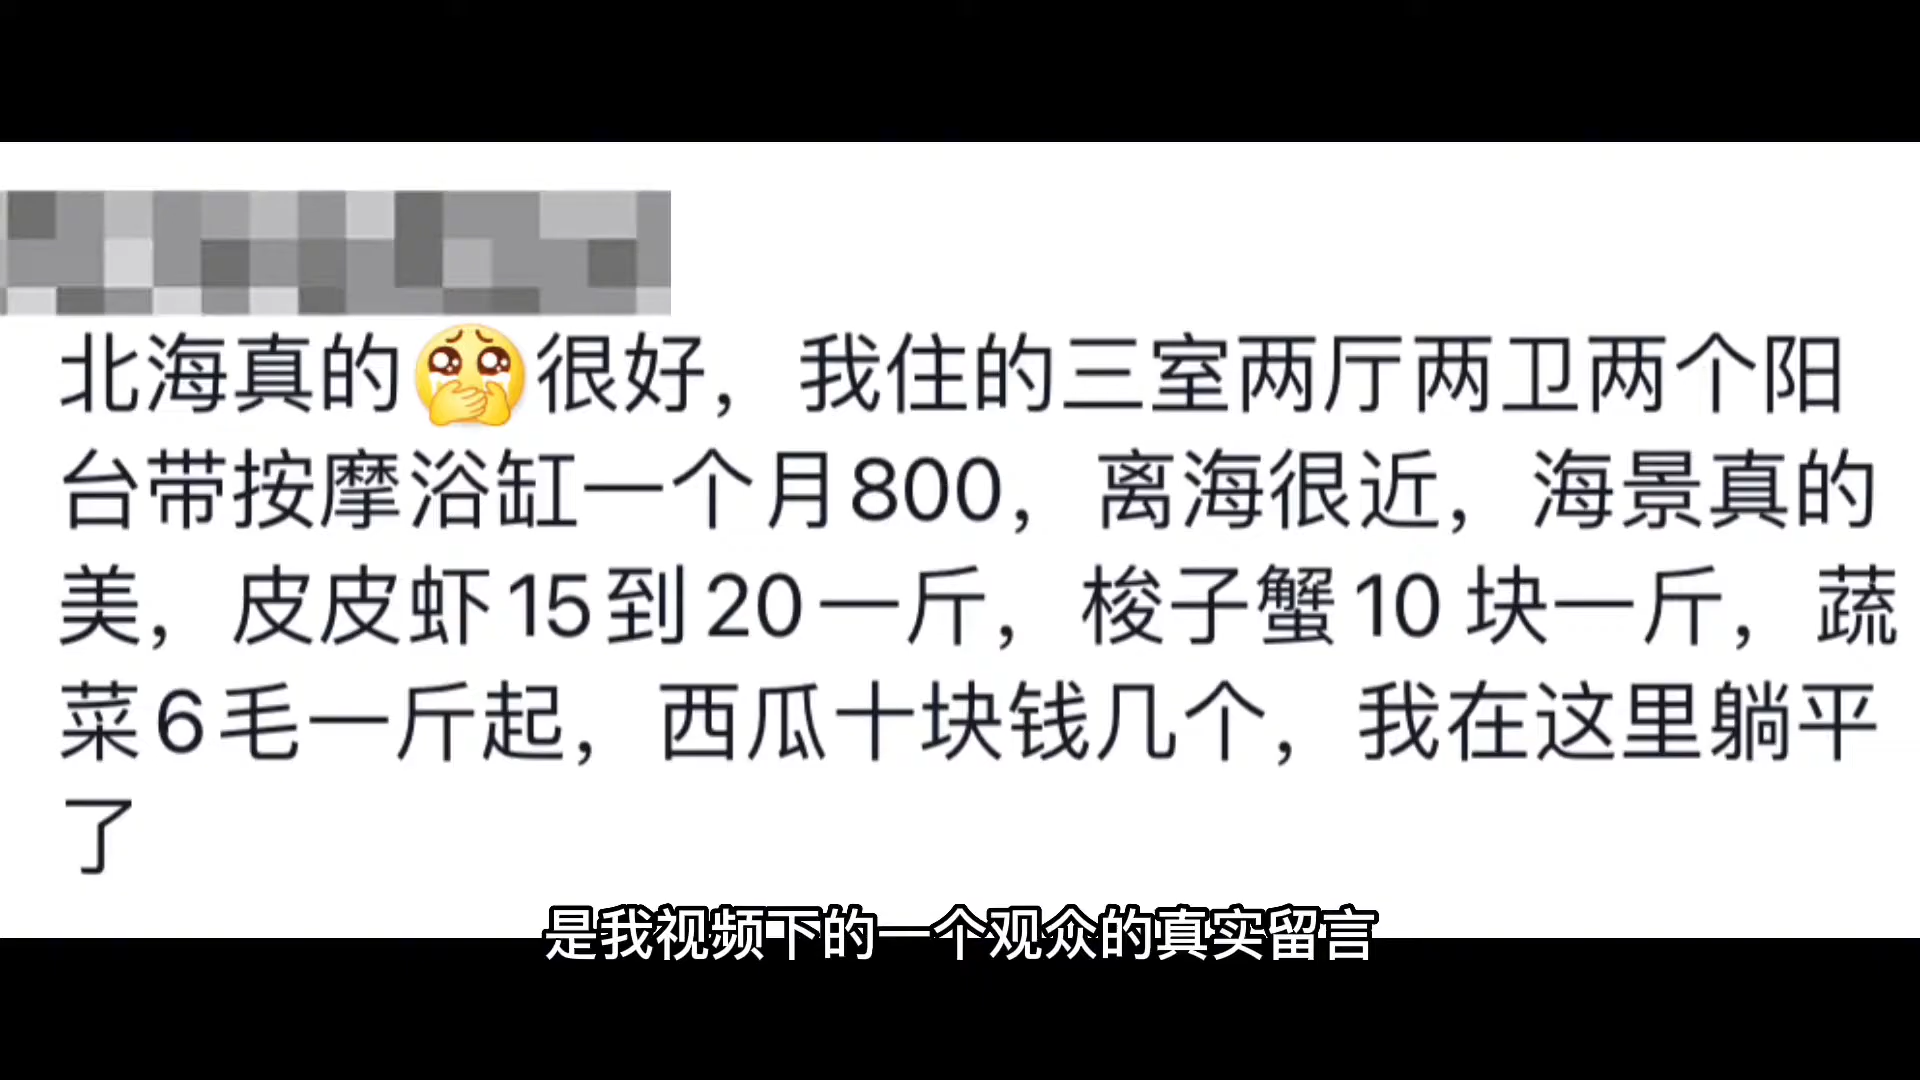 北海真的🥹很好，我住的三室两厅两卫两个阳
台带按摩浴缸一个月800，离海很近，海景真的
美，皮皮虾15到20一斤，梭子蟹10 块一斤，蔬
菜6毛一斤起，西瓜十块钱几个，我在这里躺平
了
是我视频下的一个观众的真实留言